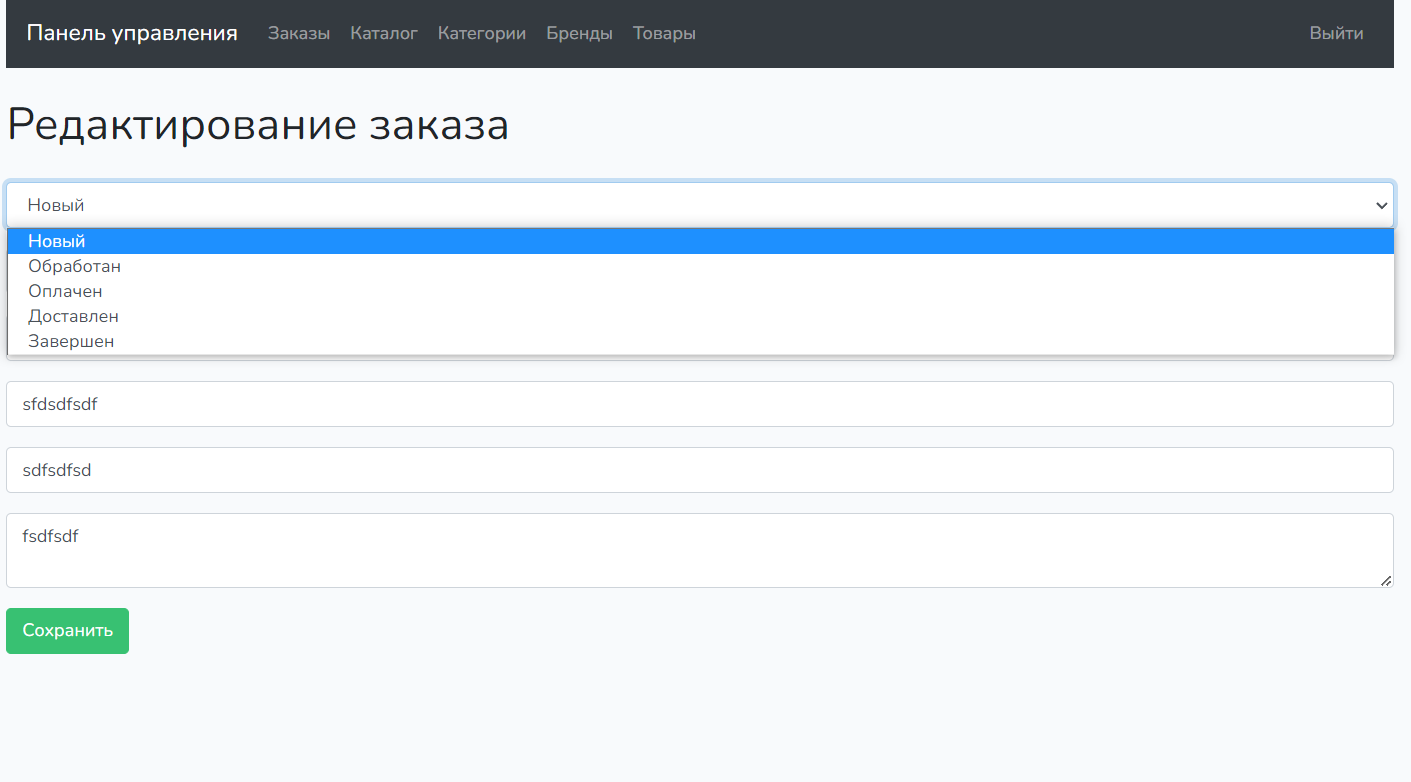 Панель управления Заказы Каталог Категории Бренды Товары Выйти
Редактирование заказа
Новый
Новый
Обработан
Оплачен
Доставлен
Завершен
sfdsdfsdf
sdfsdfsd
fsdfsdf
Сохранить